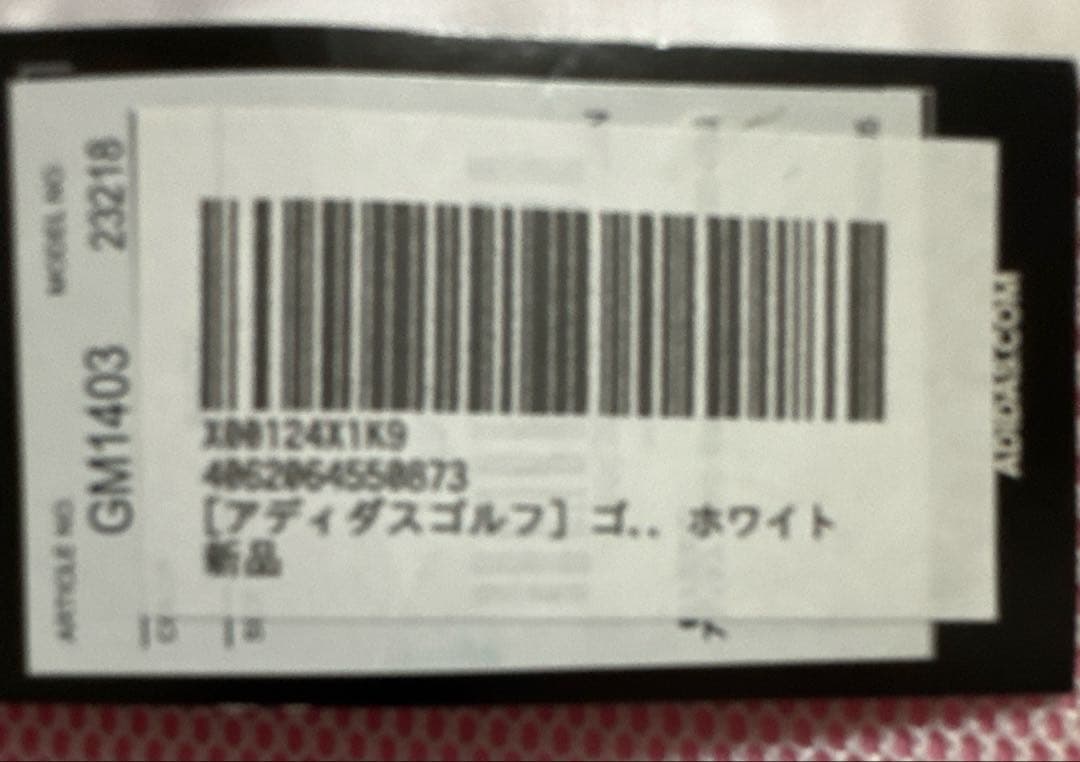 MODEL NO
23218
ARTICLE NO
GM1403
X00124X1K9
4062064550873
[アディダスゴルフ] ゴ.. ホワイト
新品
ADIDAS.COM